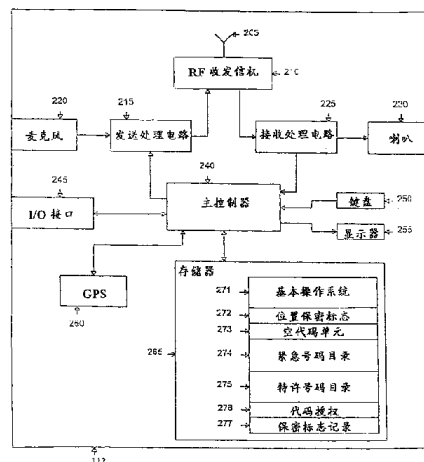 205
RF 收发信机
210
220
215
225
230
麦克风
发送处理电路
接收处理电路
喇叭
240
245
主控制器
键盘
250
I/O 接口
显示器
255
存储器
GPS
260
265
271
基本操作系统
272
位置保密标态
273
空代码单元
274
紧急号码目录
275
特许号码目录
276
代码授权
277
保密标态记录
112